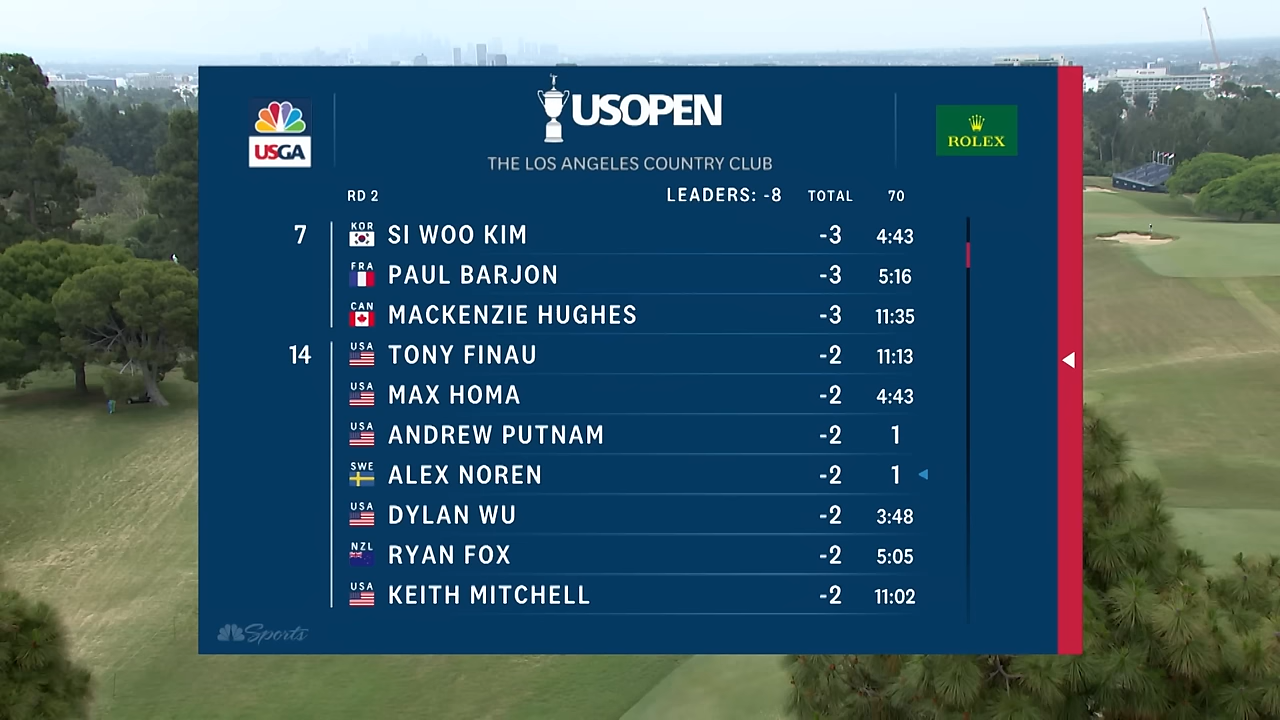 USGA
USOPEN
ROLEX
THE LOS ANGELES COUNTRY CLUB
RD 2 LEADERS: -8 TOTAL 70
7 KOR SI WOO KIM -3 4:43
FRA PAUL BARJON -3 5:16
CAN MACKENZIE HUGHES -3 11:35
14 USA TONY FINAU -2 11:13
USA MAX HOMA -2 4:43
USA ANDREW PUTNAM -2 1
SWE ALEX NOREN -2 1
USA DYLAN WU -2 3:48
NZL RYAN FOX -2 5:05
USA KEITH MITCHELL -2 11:02
Sports